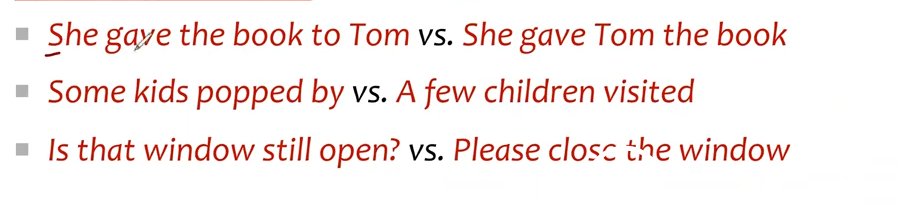 She gave the book to Tom vs. She gave Tom the book
Some kids popped by vs. A few children visited
Is that window still open? vs. Please close the window